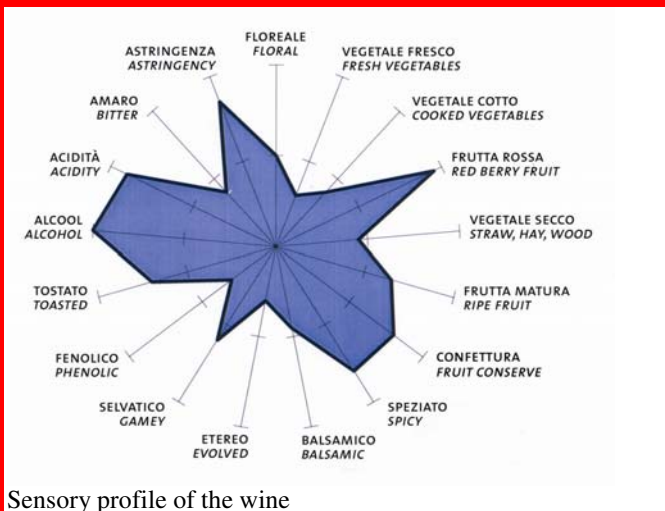 FLOREALE
FLORAL
ASTRINGENZA
ASTRINGENCY
VEGETALE FRESCO
FRESH VEGETABLES
AMARO
BITTER
VEGETALE COTTO
COOKED VEGETABLES
ACIDITÀ
ACIDITY
FRUTTA ROSSA
RED BERRY FRUIT
ALCOOL
ALCOHOL
VEGETALE SECCO
STRAW, HAY, WOOD
TOSTATO
TOASTED
FRUTTA MATURA
RIPE FRUIT
FENOLICO
PHENOLIC
CONFETTURA
FRUIT CONSERVE
SELVATICO
GAMEY
SPEZIATO
SPICY
ETEREO
EVOLVED
BALSAMICO
BALSAMIC
Sensory profile of the wine